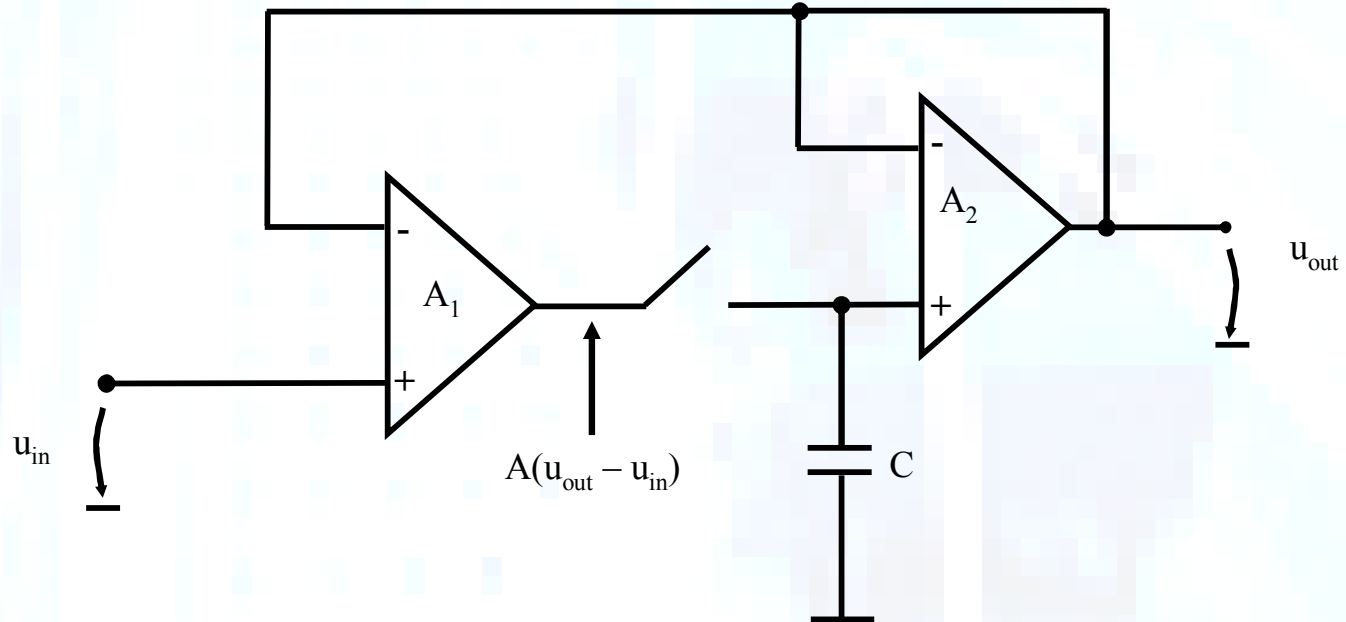 -
A₂
u_out
-
A₁
+
+
u_in
A(u_out – u_in)
C